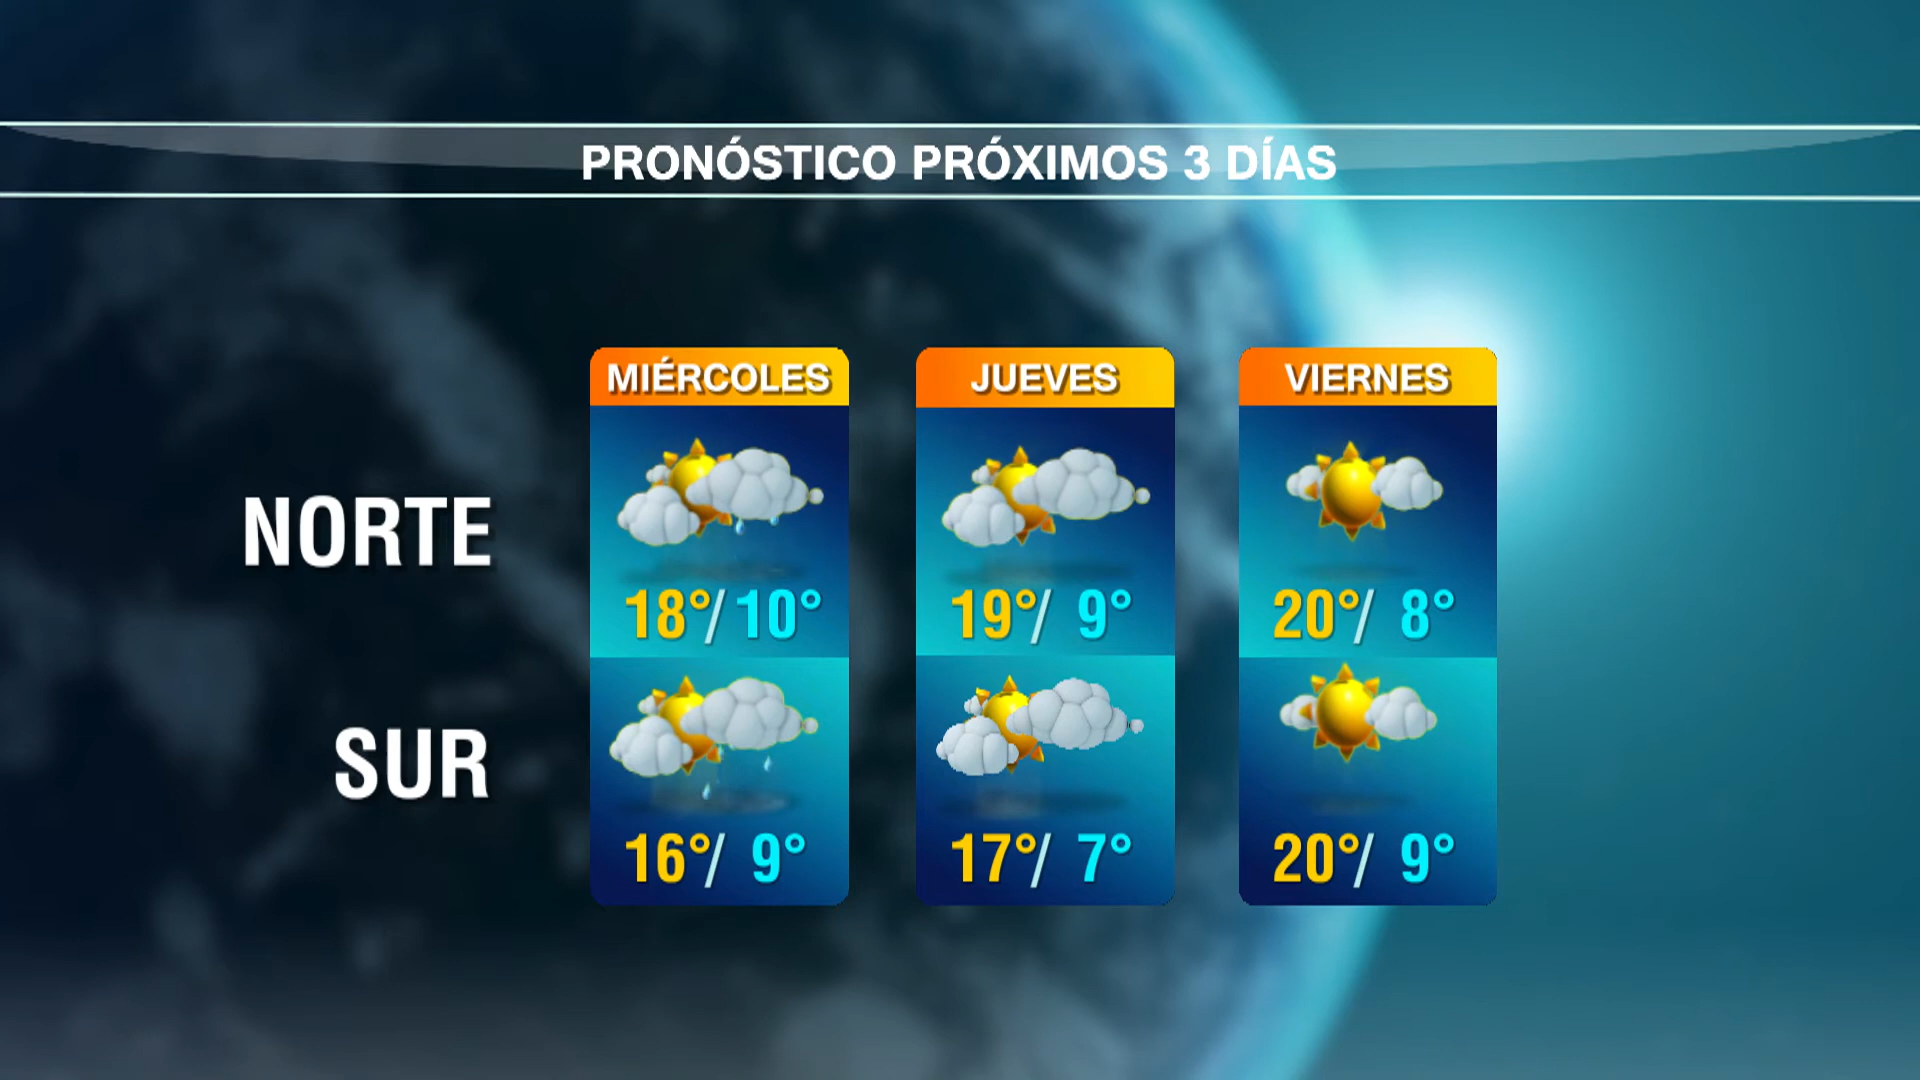 PRONÓSTICO PRÓXIMOS 3 DÍAS
MIÉRCOLES JUEVES VIERNES
NORTE
18°/10° 19°/ 9° 20°/ 8°
SUR
16°/ 9° 17°/ 7° 20°/ 9°